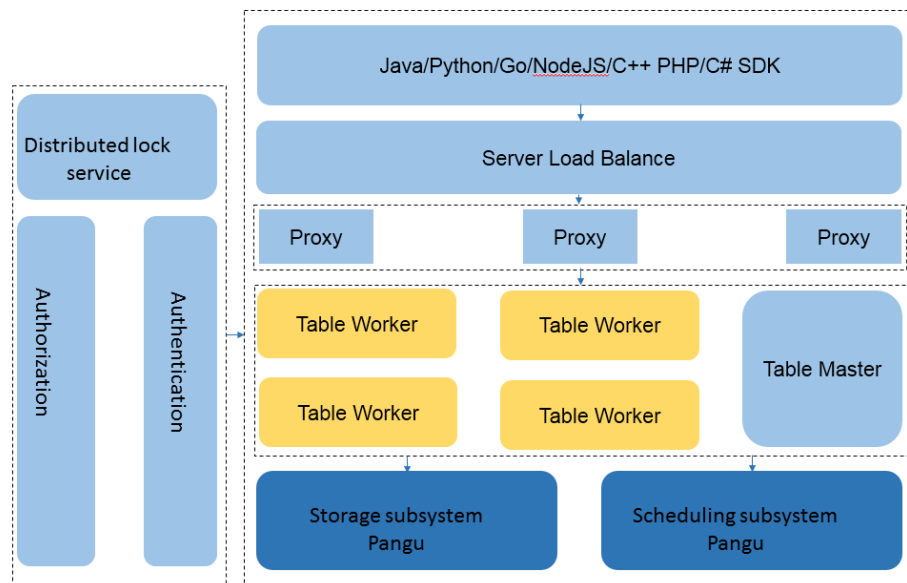 Java/Python/Go/NodeJS/C++ PHP/C# SDK
Distributed lock
service
Server Load Balance
Proxy
Proxy
Proxy
Authorization
Authentication
Table Worker
Table Worker
Table Master
Table Worker
Table Worker
Storage subsystem
Pangu
Scheduling subsystem
Pangu